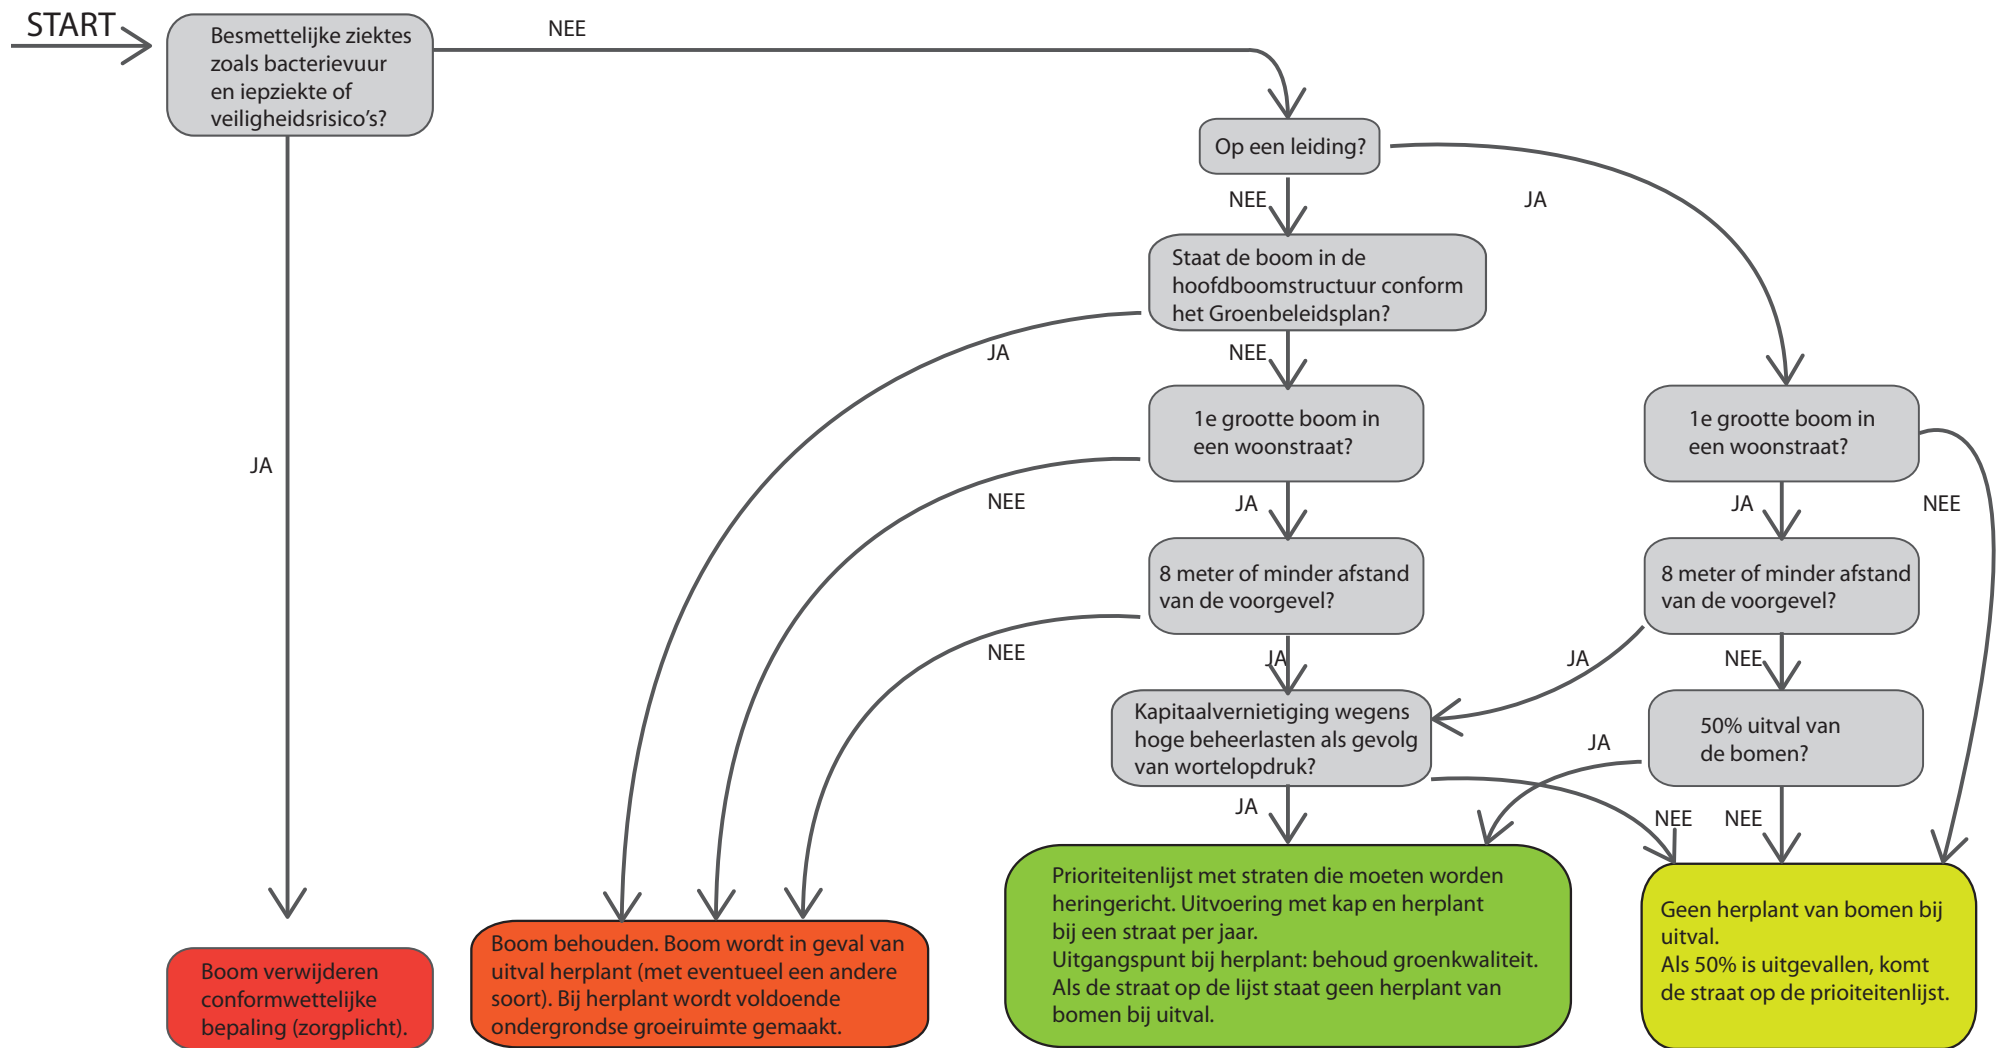 START
Besmettelijke ziektes
zoals bacterievuur
en iepziekte of
veiligheidsrisico's?
NEE
Op een leiding?
NEE
JA
Staat de boom in de
hoofdboomstructuur conform
het Groenbeleidsplan?
JA
NEE
1e grootte boom in
een woonstraat?
1e grootte boom in
een woonstraat?
JA
NEE
JA
JA
NEE
8 meter of minder afstand
van de voorgevel?
8 meter of minder afstand
van de voorgevel?
NEE
JA
JA
NEE
Kapitaalvernietiging wegens
hoge beheerlasten als gevolg
van wortelopdruk?
50% uitval van
de bomen?
JA
JA
NEE
NEE
Boom verwijderen
conformwettelijke
bepaling (zorgplicht).
Boom behouden. Boom wordt in geval van
uitval herplant (met eventueel een andere
soort). Bij herplant wordt voldoende
ondergrondse groeiruimte gemaakt.
Prioriteitenlijst met straten die moeten worden
heringericht. Uitvoering met kap en herplant
bij een straat per jaar.
Uitgangspunt bij herplant: behoud groenkwaliteit.
Als de straat op de lijst staat geen herplant van
bomen bij uitval.
Geen herplant van bomen bij
uitval.
Als 50% is uitgevallen, komt
de straat op de prioiteitenlijst.